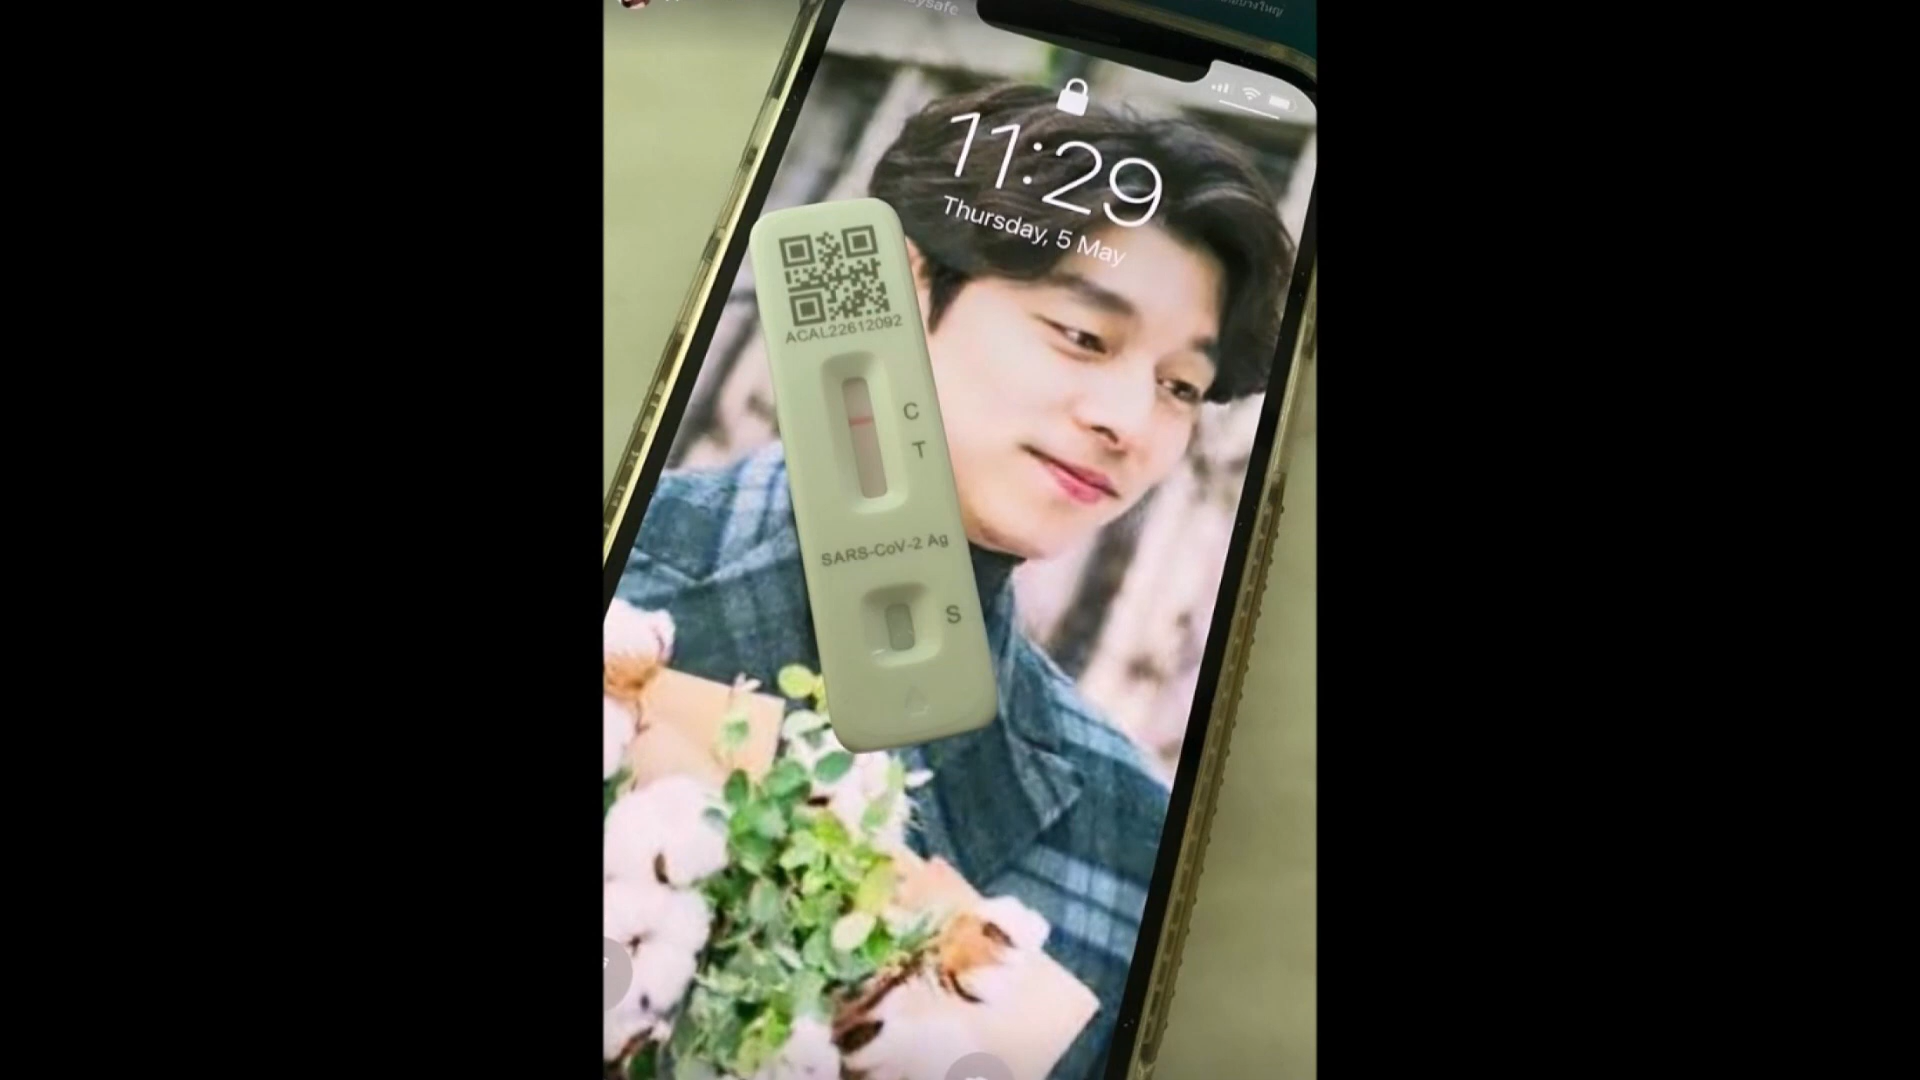 11:29
Thursday, 5 May
ACAL22612092
C
T
SARS-CoV-2 Ag
S